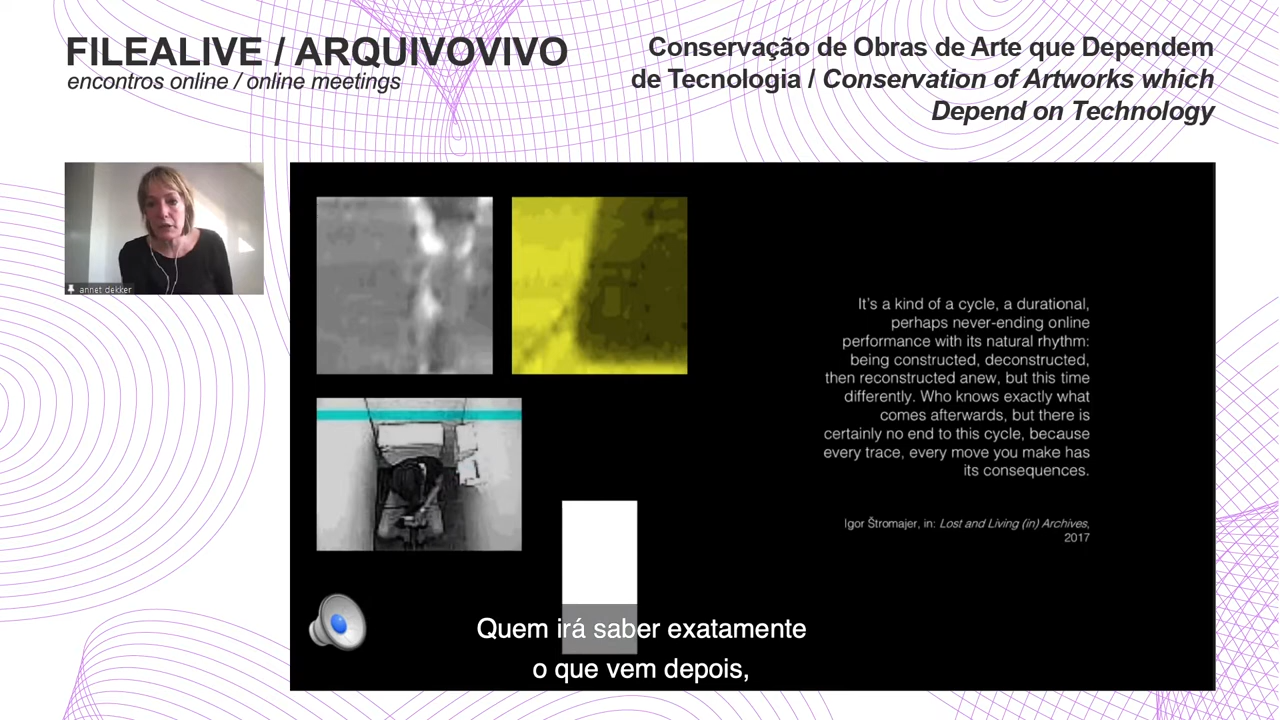 FILEALIVE / ARQUIVOVIVO
encontros online / online meetings
Conservação de Obras de Arte que Dependem
de Tecnologia / Conservation of Artworks which
Depend on Technology
annet dekker
It's a kind of a cycle, a durational,
perhaps never-ending online
performance with its natural rhythm:
being constructed, deconstructed,
then reconstructed anew, but this time
differently. Who knows exactly what
comes afterwards, but there is
certainly no end to this cycle, because
every trace, every move you make has
its consequences.
Igor Štromajer, in: Lost and Living (in) Archives,
2017
Quem irá saber exatamente
o que vem depois,